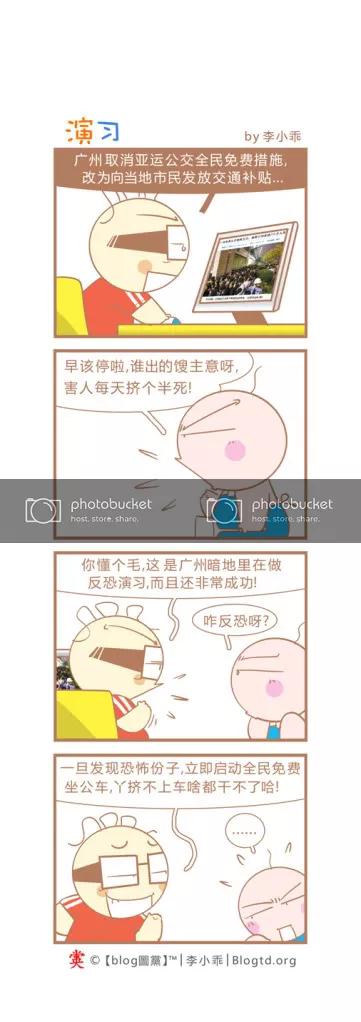 演习
by 李小乖
广州取消亚运公交全民免费措施,
改为向当地市民发放交通补贴...
早该停啦,谁出的馊主意呀,
害人每天挤个半死!
photobucket
host. store. share.
photobucket
host. store. share.
你懂个毛,这是广州暗地里在做
反恐演习,而且还非常成功!
咋反恐呀?
一旦发现恐怖份子,立即启动全民免费
坐公车,丫挤不上车啥都干不了哈!
......
©【blog圖黨】™|李小乖|Blogtd.org